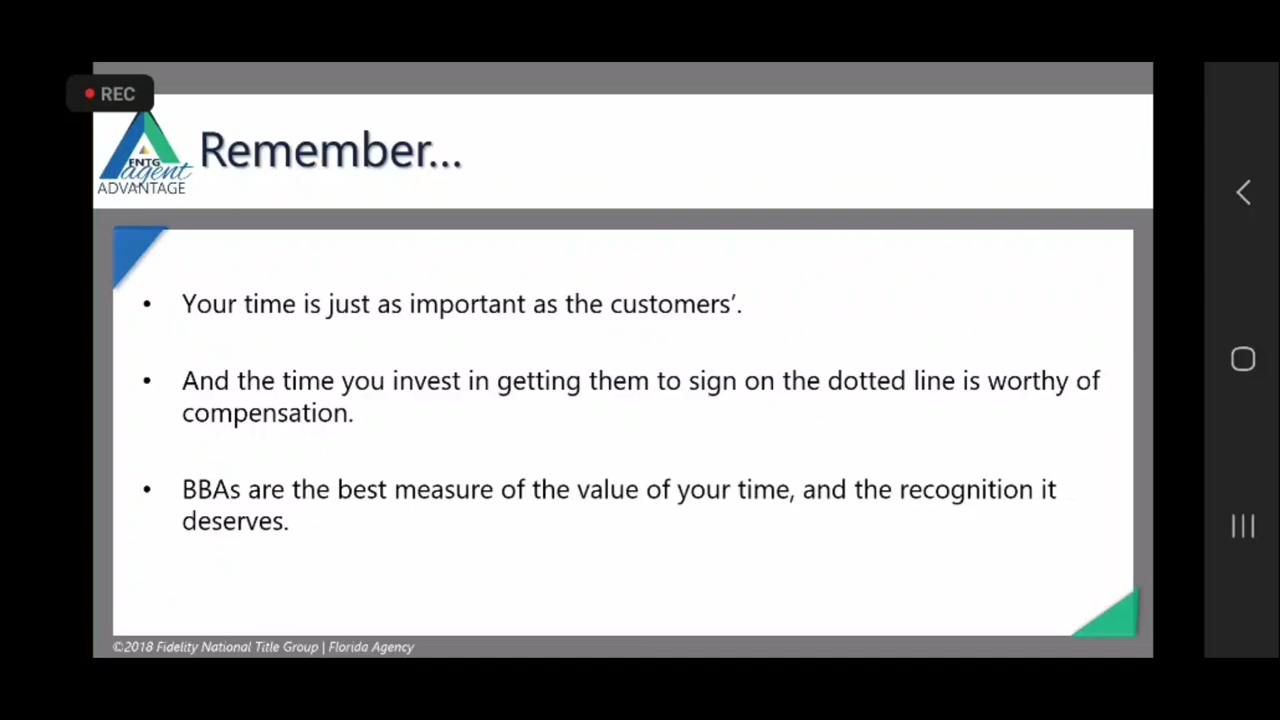 REC
FNTG
agent
ADVANTAGE
Remember...
• Your time is just as important as the customers’.
• And the time you invest in getting them to sign on the dotted line is worthy of
compensation.
• BBAs are the best measure of the value of your time, and the recognition it
deserves.
©2018 Fidelity National Title Group | Florida Agency